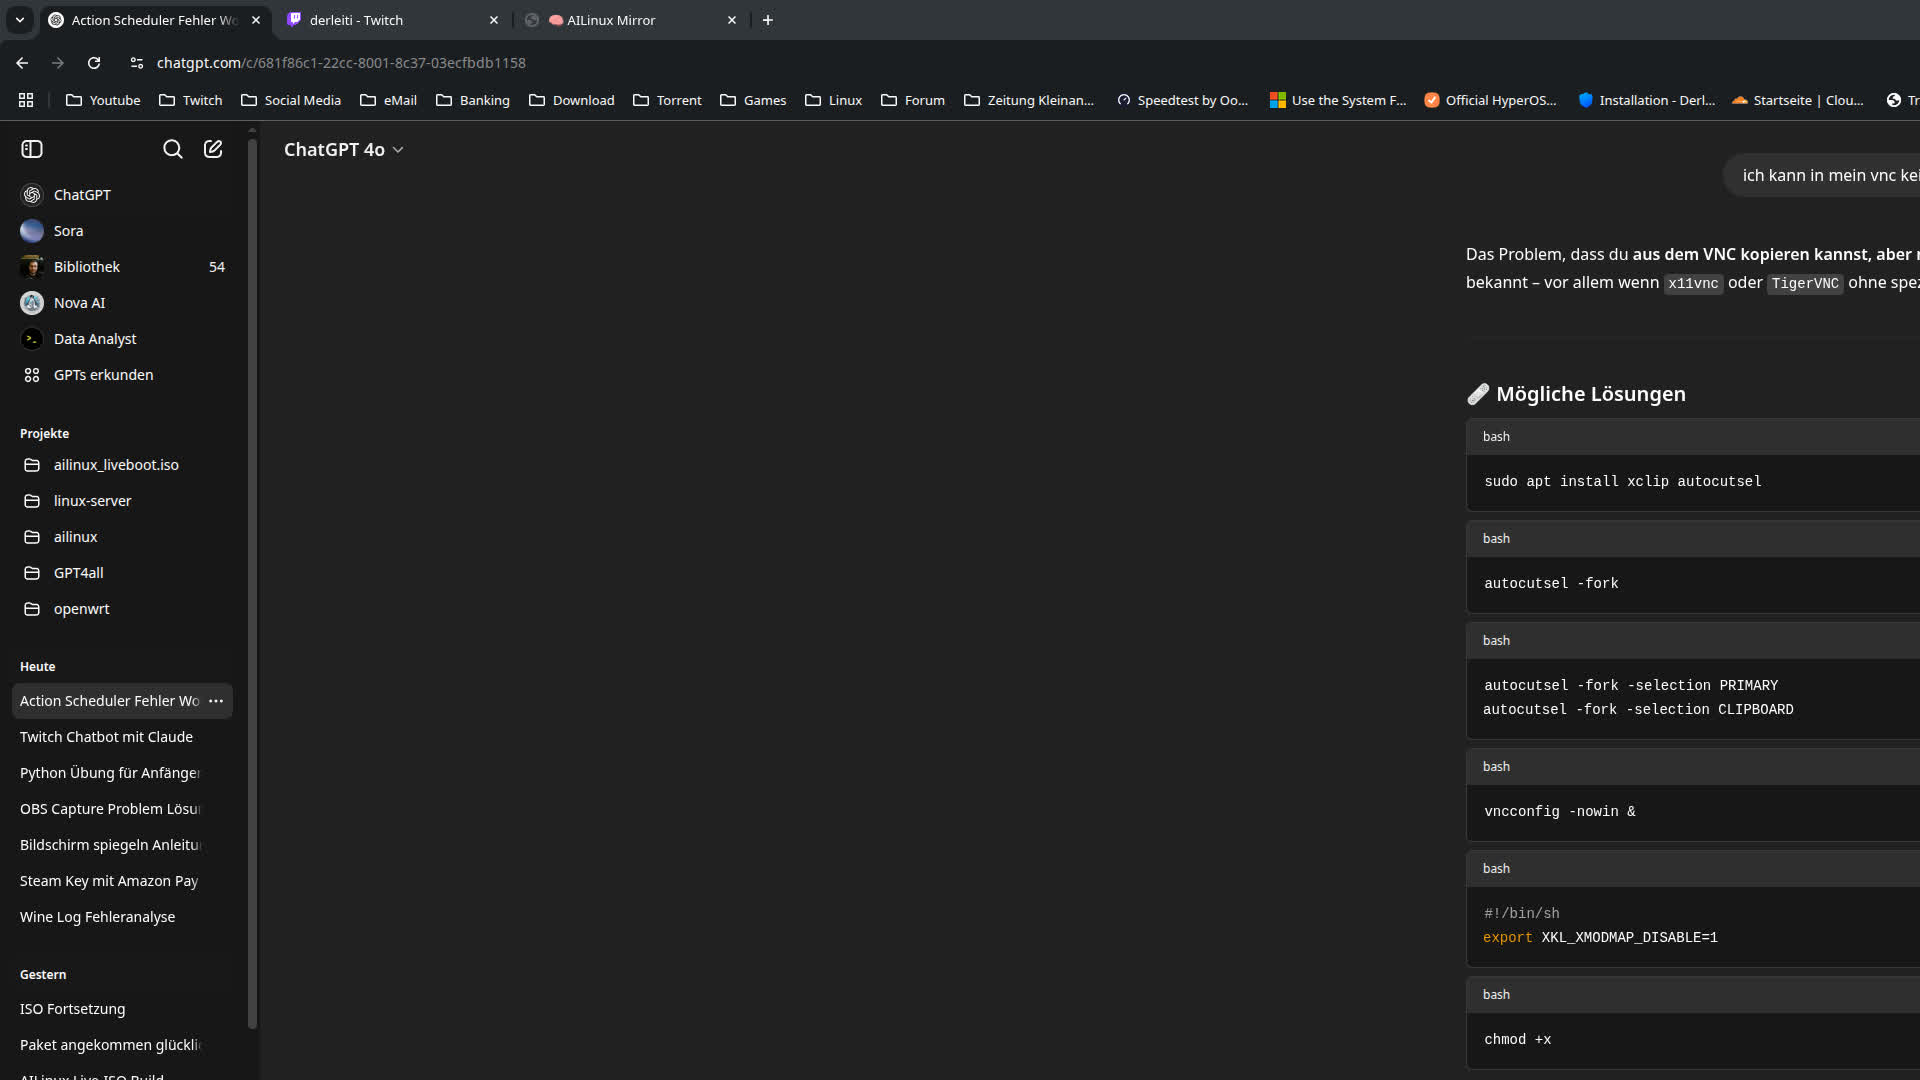 Action Scheduler Fehler Wo
derleiti - Twitch
AILinux Mirror
chatgpt.com/c/681f86c1-22cc-8001-8c37-03ecfbdb1158
Youtube
Twitch
Social Media
eMail
Banking
Download
Torrent
Games
Linux
Forum
Zeitung Kleinan...
Speedtest by Oo...
Use the System F...
Official HyperOS...
Installation - Derl...
Startseite | Clou...
Tr
ChatGPT
Sora
Bibliothek 54
Nova AI
Data Analyst
GPTs erkunden
Projekte
ailinux_liveboot.iso
linux-server
ailinux
GPT4all
openwrt
Heute
Action Scheduler Fehler Wo
Twitch Chatbot mit Claude
Python Übung für Anfänger
OBS Capture Problem Lösu
Bildschirm spiegeln Anleitu
Steam Key mit Amazon Pay
Wine Log Fehleranalyse
Gestern
ISO Fortsetzung
Paket angekommen glückli
AILinux Live ISO Build
ChatGPT 4o
ich kann in mein vnc kei
Das Problem, dass du aus dem VNC kopieren kannst, aber
bekannt – vor allem wenn x11vnc oder TigerVNC ohne spez
Mögliche Lösungen
bash
sudo apt install xclip autocutsel
bash
autocutsel -fork
bash
autocutsel -fork -selection PRIMARY
autocutsel -fork -selection CLIPBOARD
bash
vncconfig -nowin &
bash
#!/bin/sh
export XKL_XMODMAP_DISABLE=1
bash
chmod +x